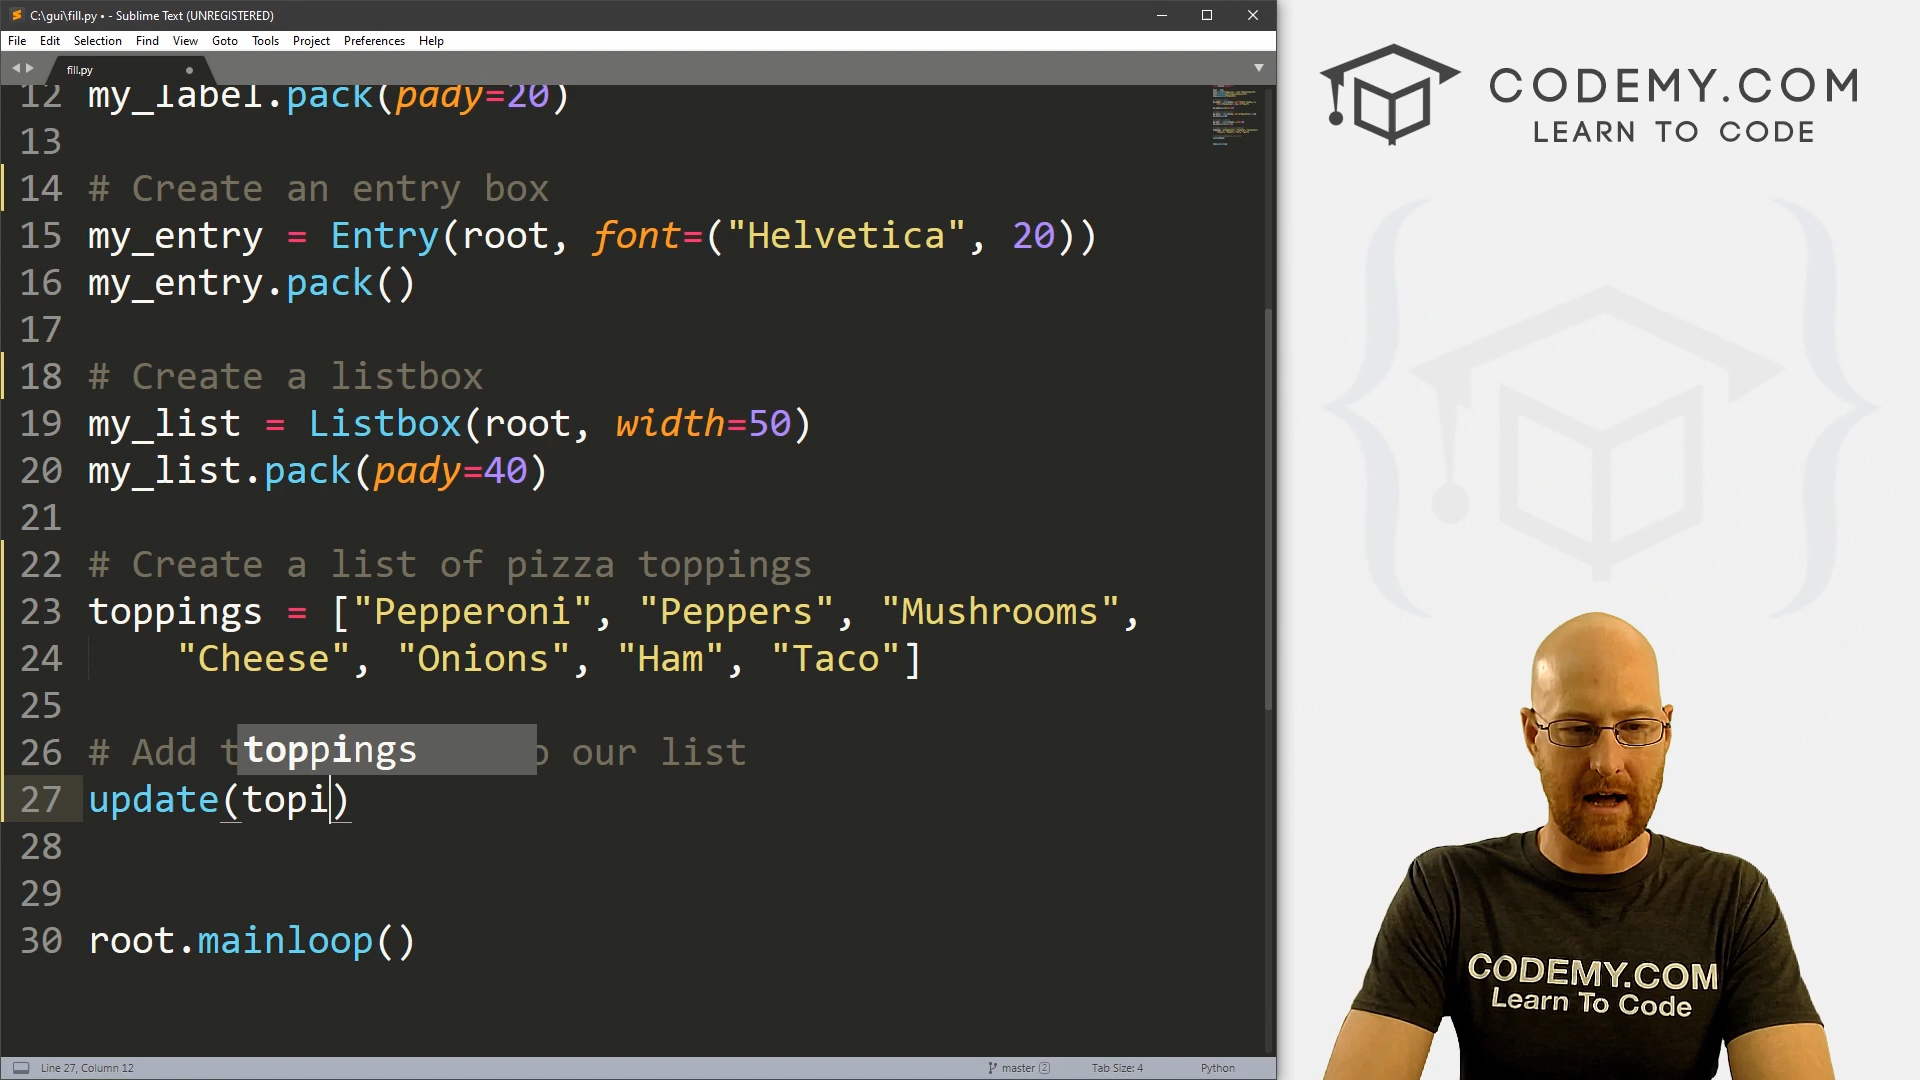 C:\gui\fill.py • - Sublime Text (UNREGISTERED)
File Edit Selection Find View Goto Tools Project Preferences Help
fill.py
12 my_label.pack(pady=20)
13
14 # Create an entry box
15 my_entry = Entry(root, font=("Helvetica", 20))
16 my_entry.pack()
17
18 # Create a listbox
19 my_list = Listbox(root, width=50)
20 my_list.pack(pady=40)
21
22 # Create a list of pizza toppings
23 toppings = ["Pepperoni", "Peppers", "Mushrooms",
24 "Cheese", "Onions", "Ham", "Taco"]
25
26 # Add t toppings o our list
27 update(topi)
28
29
30 root.mainloop()
Line 27, Column 12 master 2 Tab Size: 4 Python
CODEMY.COM
LEARN TO CODE
CODEMY.COM
Learn To Code